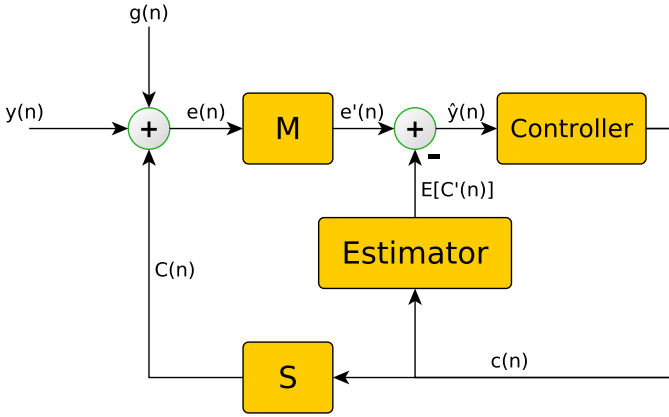 g(n)
y(n)
+
e(n)
M
e'(n)
+
-
ŷ(n)
Controller
E[C'(n)]
Estimator
C(n)
S
c(n)